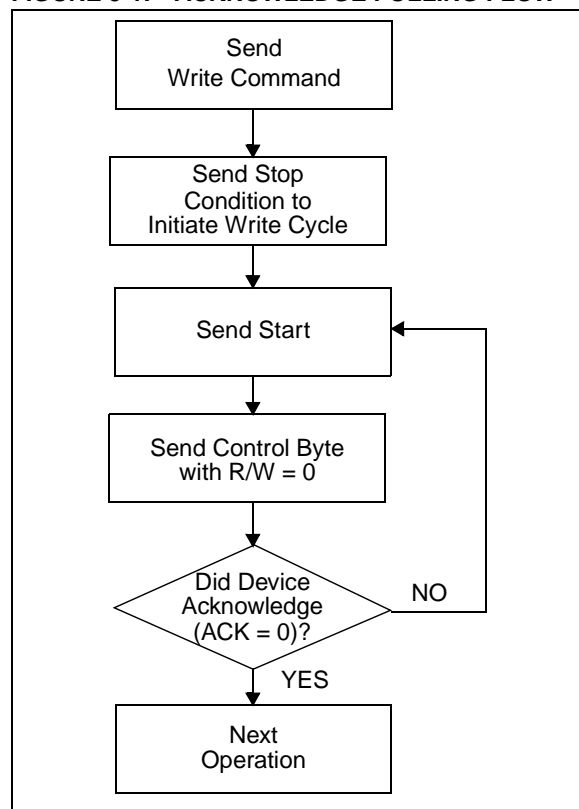 Send
Write Command
Send Stop
Condition to
Initiate Write Cycle
Send Start
Send Control Byte
with R/W = 0
Did Device
Acknowledge
(ACK = 0)?
NO
YES
Next
Operation